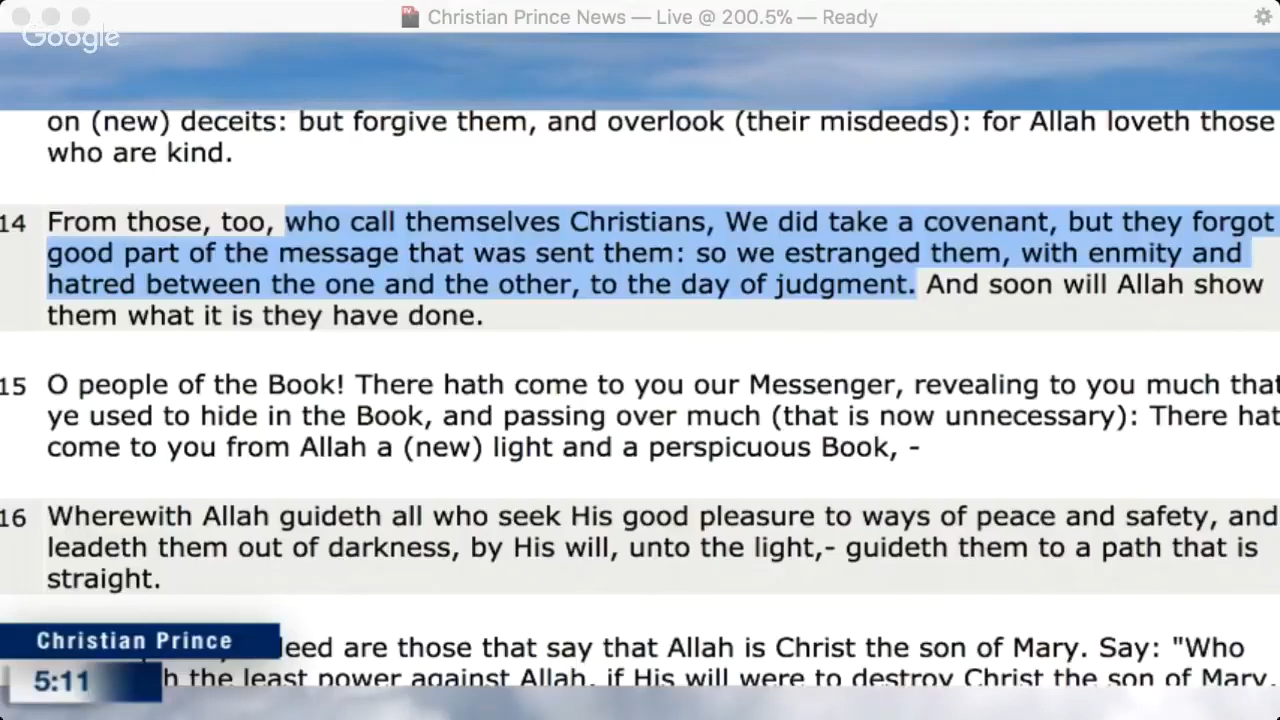 Christian Prince News — Live @ 200.5% — Ready
Google
on (new) deceits: but forgive them, and overlook (their misdeeds): for Allah loveth those
who are kind.
14 From those, too, who call themselves Christians, We did take a covenant, but they forgot
good part of the message that was sent them: so we estranged them, with enmity and
hatred between the one and the other, to the day of judgment. And soon will Allah show
them what it is they have done.
15 O people of the Book! There hath come to you our Messenger, revealing to you much that
ye used to hide in the Book, and passing over much (that is now unnecessary): There hat
come to you from Allah a (new) light and a perspicuous Book, -
16 Wherewith Allah guideth all who seek His good pleasure to ways of peace and safety, and
leadeth them out of darkness, by His will, unto the light,- guideth them to a path that is
straight.
Christian Prince
eed are those that say that Allah is Christ the son of Mary. Say: "Who
5:11
h the least power against Allah, if His will were to destroy Christ the son of Mary,